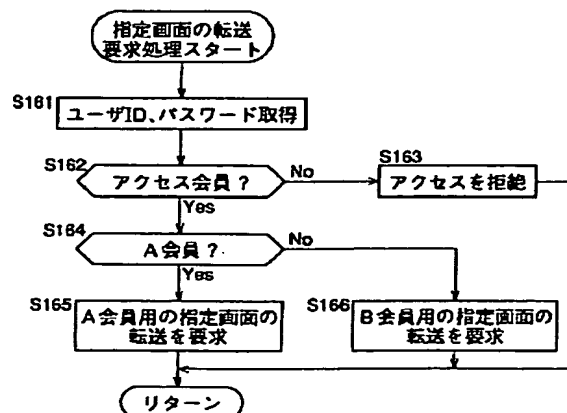 指定画面の転送
要求処理スタート
S161
ユーザID、パスワード取得
S162
アクセス会員？
No
S163
アクセスを拒絶
Yes
S164
A会員？
No
Yes
S165
A会員用の指定画面の
転送を要求
S166
B会員用の指定画面の
転送を要求
リターン